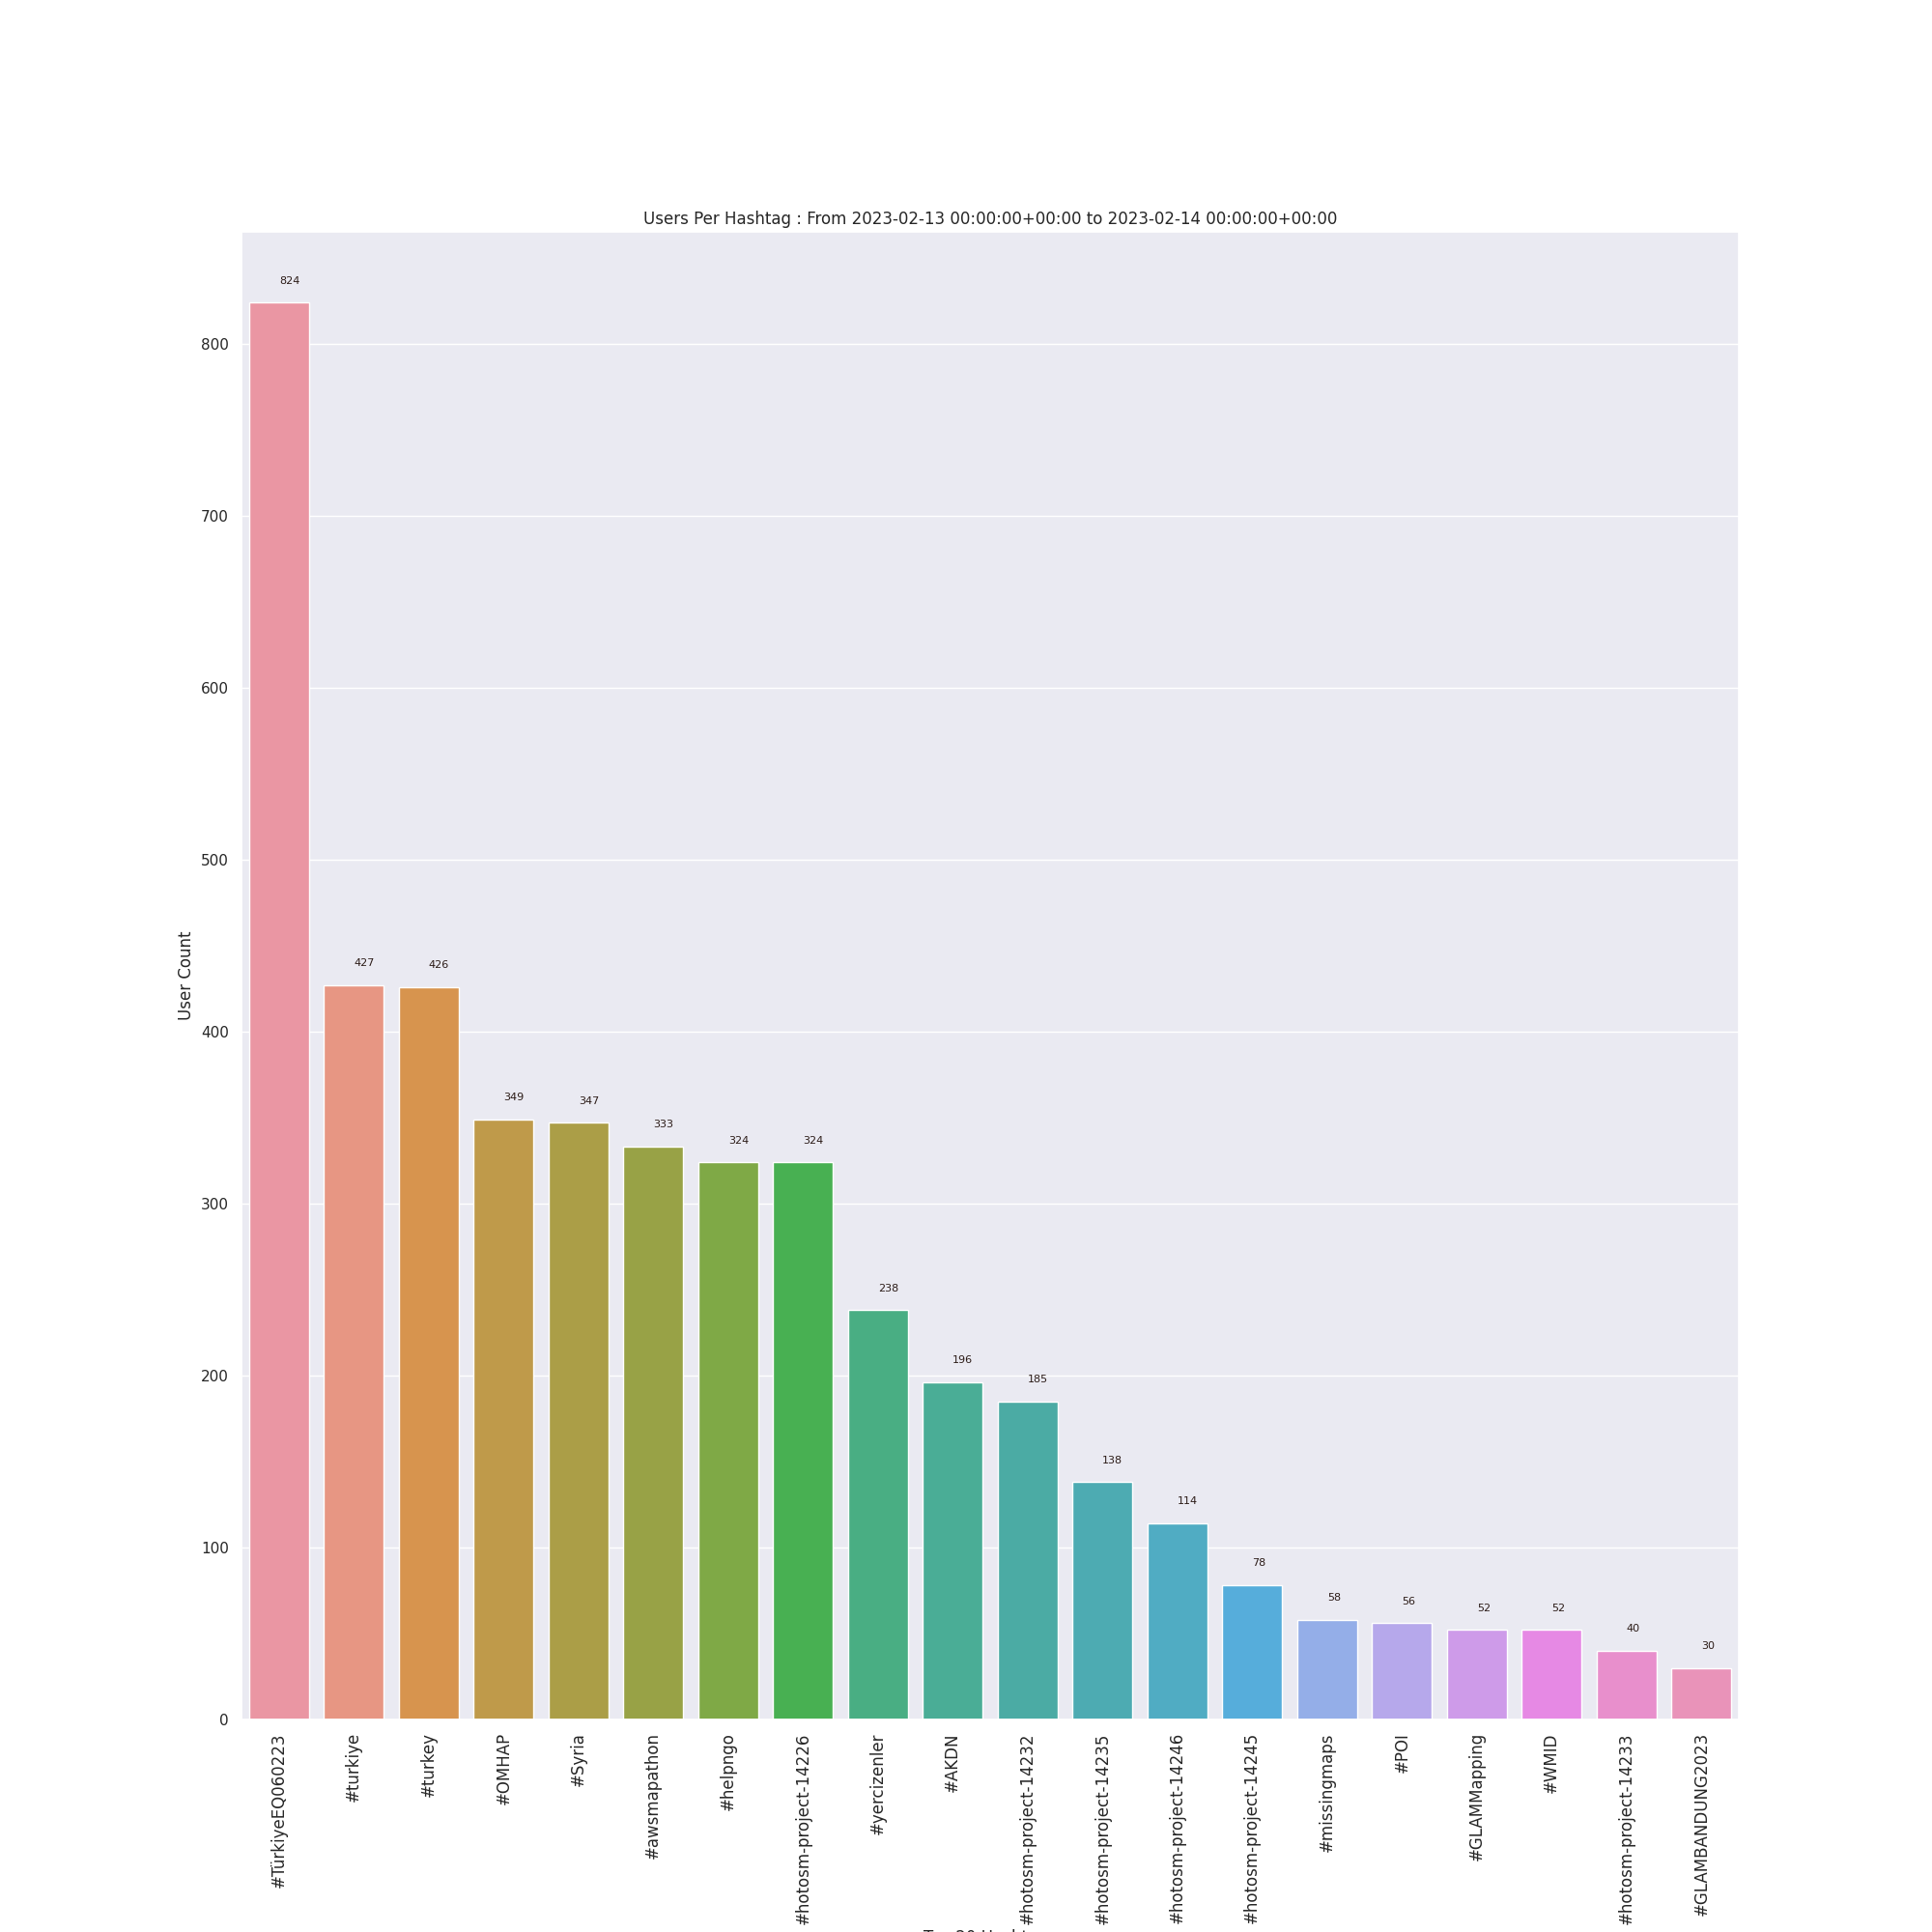 Users Per Hashtag : From 2023-02-13 00:00:00+00:00 to 2023-02-14 00:00:00+00:00
User Count
800
700
600
500
400
300
200
100
0
824
427
426
349
347
333
324
324
238
196
185
138
114
78
58
56
52
52
40
30
#TürkiyeEQ060223
#turkiye
#turkey
#OMHAP
#Syria
#awsmapathon
#helpngo
#hotosm-project-14226
#yercizenler
#AKDN
#hotosm-project-14232
#hotosm-project-14235
#hotosm-project-14246
#hotosm-project-14245
#missingmaps
#POI
#GLAMMapping
#WMID
#hotosm-project-14233
#GLAMBANDUNG2023